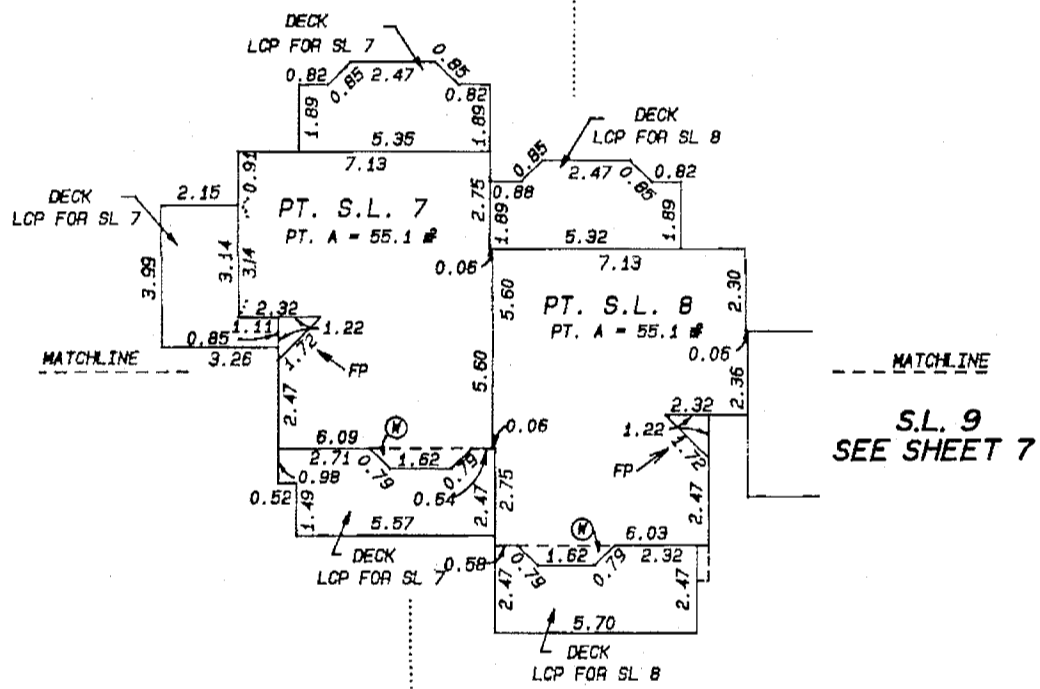 DECK
LCP FOR SL 7
0.82
0.85
2.47
0.85
0.82
1.89
1.89
5.35
7.13
DECK
LCP FOR SL 8
0.85
2.47
0.85
0.82
0.88
1.89
1.89
5.32
7.13
DECK
LCP FOR SL 7
2.15
0.91
3.99
3.14
3.14
PT. S.L. 7
PT. A = 55.1 m²
2.75
0.06
5.60
5.60
PT. S.L. 8
PT. A = 55.1 m²
2.30
0.06
2.36
2.32
1.11
1.22
0.85
3.26
1.72
FP
2.47
MATCHLINE
MATCHLINE
S.L. 9
SEE SHEET 7
2.32
1.22
1.72
FP
2.47
6.09
W
0.06
2.71
0.79
1.62
0.79
0.98
0.52
1.49
0.64
2.47
2.75
5.57
DECK
LCP FOR SL 7
W
6.03
0.58
0.79
1.62
0.79
2.32
2.47
2.47
5.70
DECK
LCP FOR SL 8